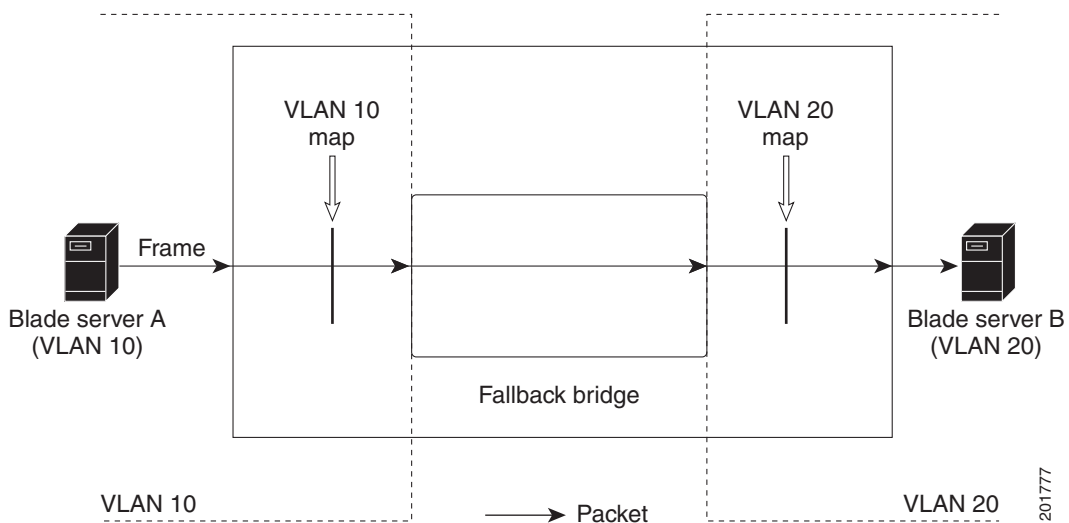 VLAN 10
map
VLAN 20
map
Frame
Blade server A
(VLAN 10)
Blade server B
(VLAN 20)
Fallback bridge
VLAN 10
Packet
VLAN 20
201777